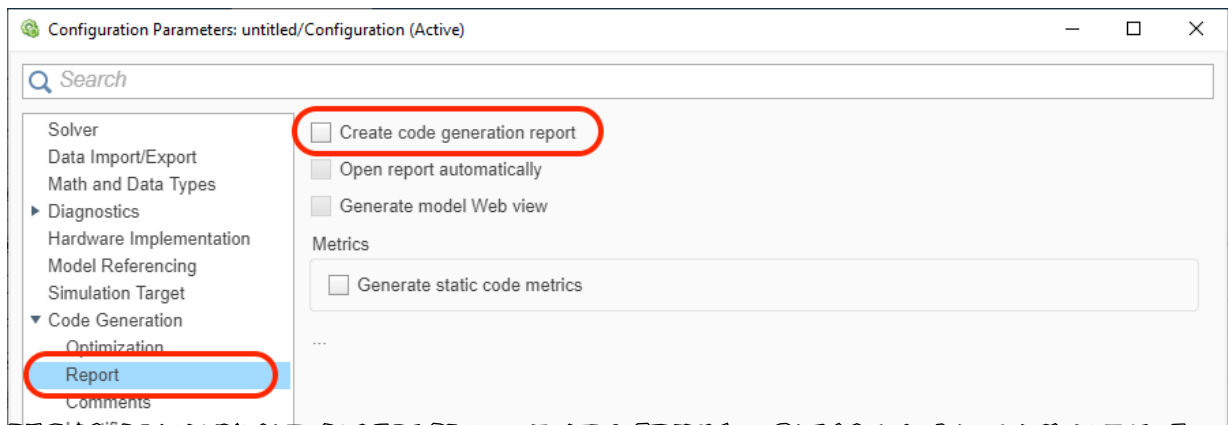 Configuration Parameters: untitled/Configuration (Active)
Search
Solver
Data Import/Export
Math and Data Types
Diagnostics
Hardware Implementation
Model Referencing
Simulation Target
Code Generation
Optimization
Report
Comments
Create code generation report
Open report automatically
Generate model Web view
Metrics
Generate static code metrics
...